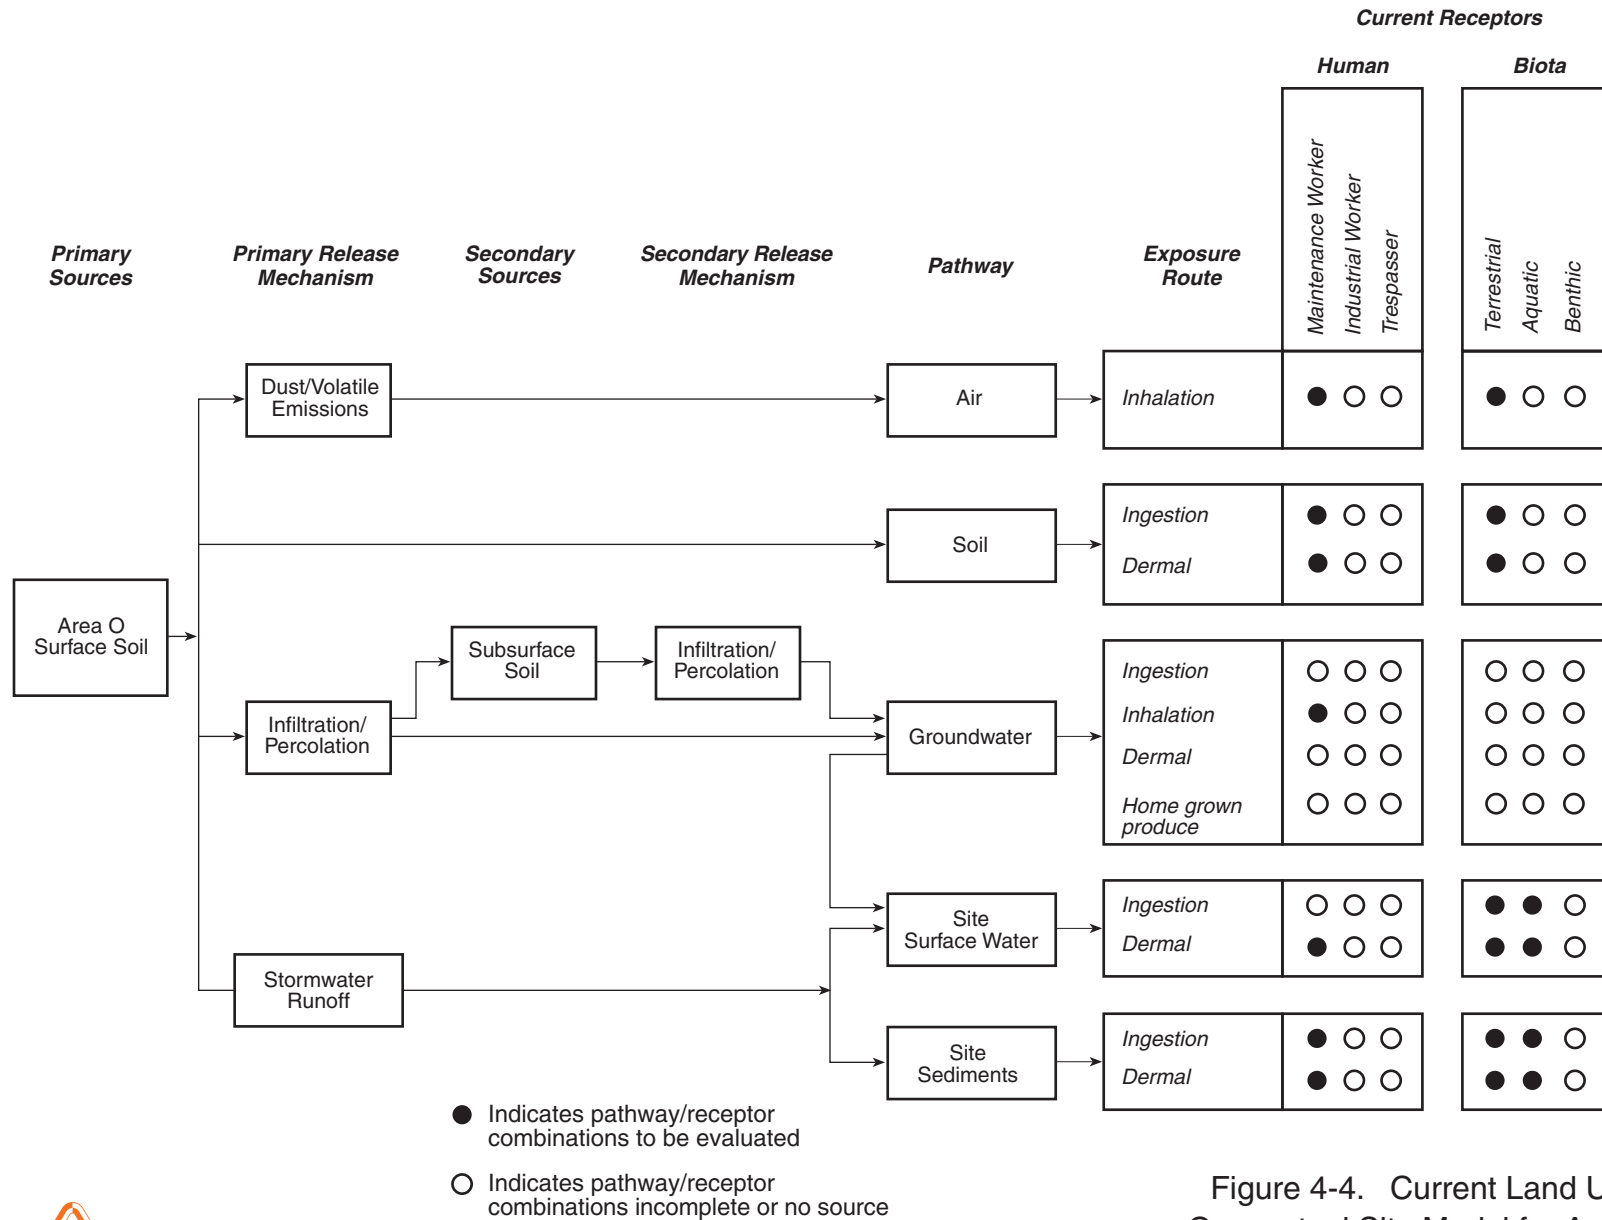 Current Receptors
Human
Biota
Maintenance Worker
Industrial Worker
Trespasser
Terrestrial
Aquatic
Benthic
Primary
Sources
Primary Release
Mechanism
Secondary
Sources
Secondary Release
Mechanism
Pathway
Exposure
Route
Dust/Volatile
Emissions
Air
Inhalation
Soil
Ingestion
Dermal
Area O
Surface Soil
Subsurface
Soil
Infiltration/
Percolation
Infiltration/
Percolation
Groundwater
Ingestion
Inhalation
Dermal
Home grown
produce
Site
Surface Water
Ingestion
Dermal
Stormwater
Runoff
Site
Sediments
Ingestion
Dermal
Indicates pathway/receptor
combinations to be evaluated
Indicates pathway/receptor
combinations incomplete or no source
Figure 4-4. Current Land U
Site Model for A